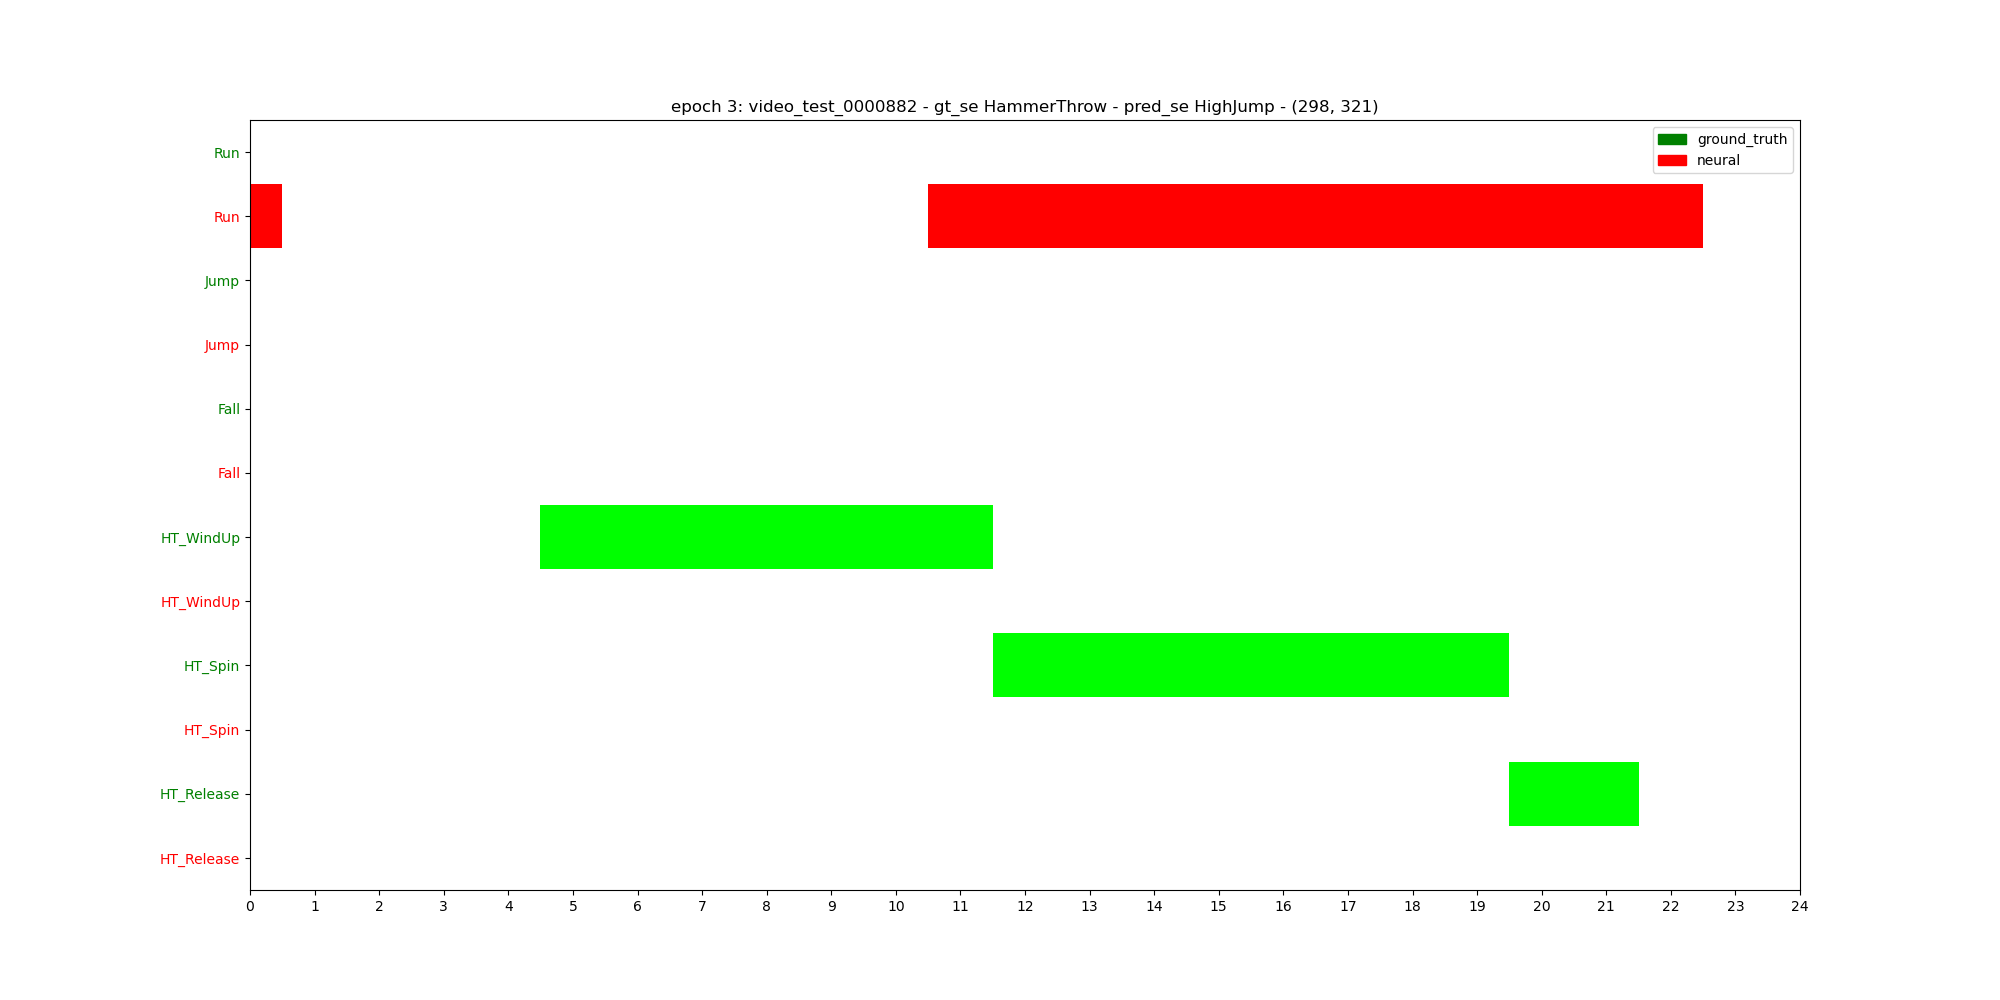 epoch 3: video_test_0000882 - gt_se HammerThrow - pred_se HighJump - (298, 321)
ground_truth
neural
Run
Run
Jump
Jump
Fall
Fall
HT_WindUp
HT_WindUp
HT_Spin
HT_Spin
HT_Release
HT_Release
0 1 2 3 4 5 6 7 8 9 10 11 12 13 14 15 16 17 18 19 20 21 22 23 24